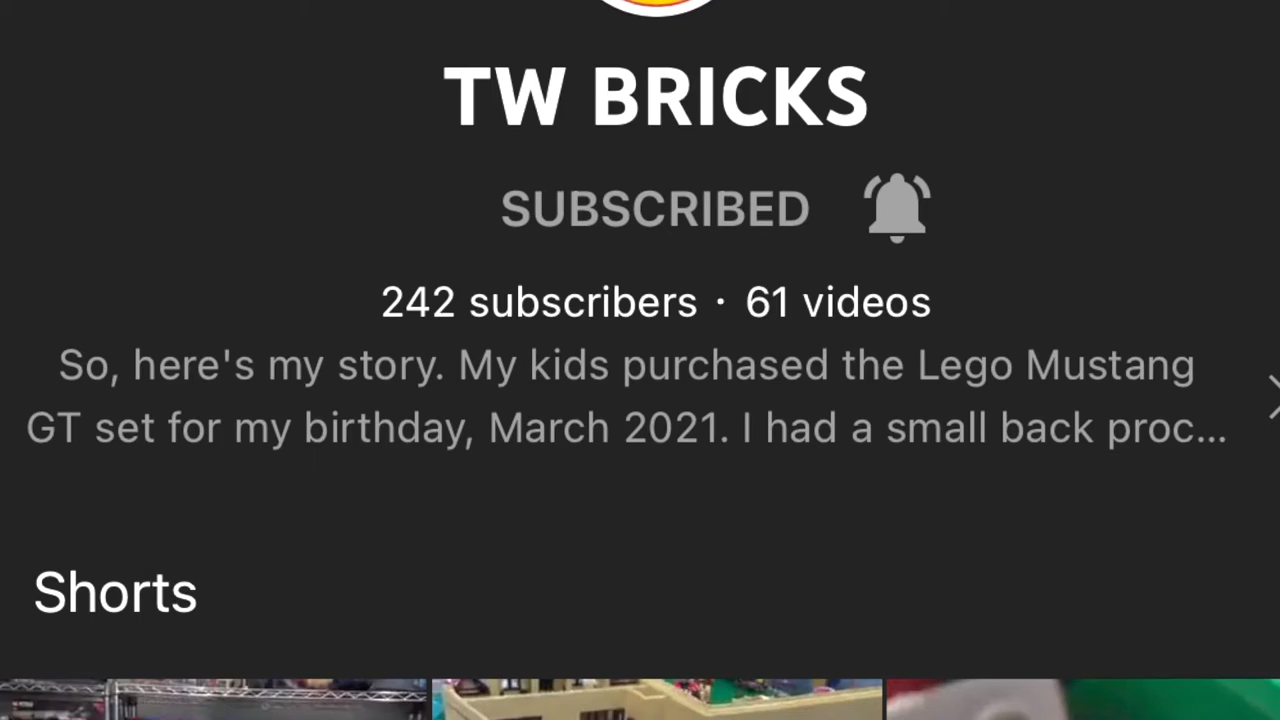 TW BRICKS
SUBSCRIBED
242 subscribers · 61 videos
So, here's my story. My kids purchased the Lego Mustang
GT set for my birthday, March 2021. I had a small back proc...
Shorts